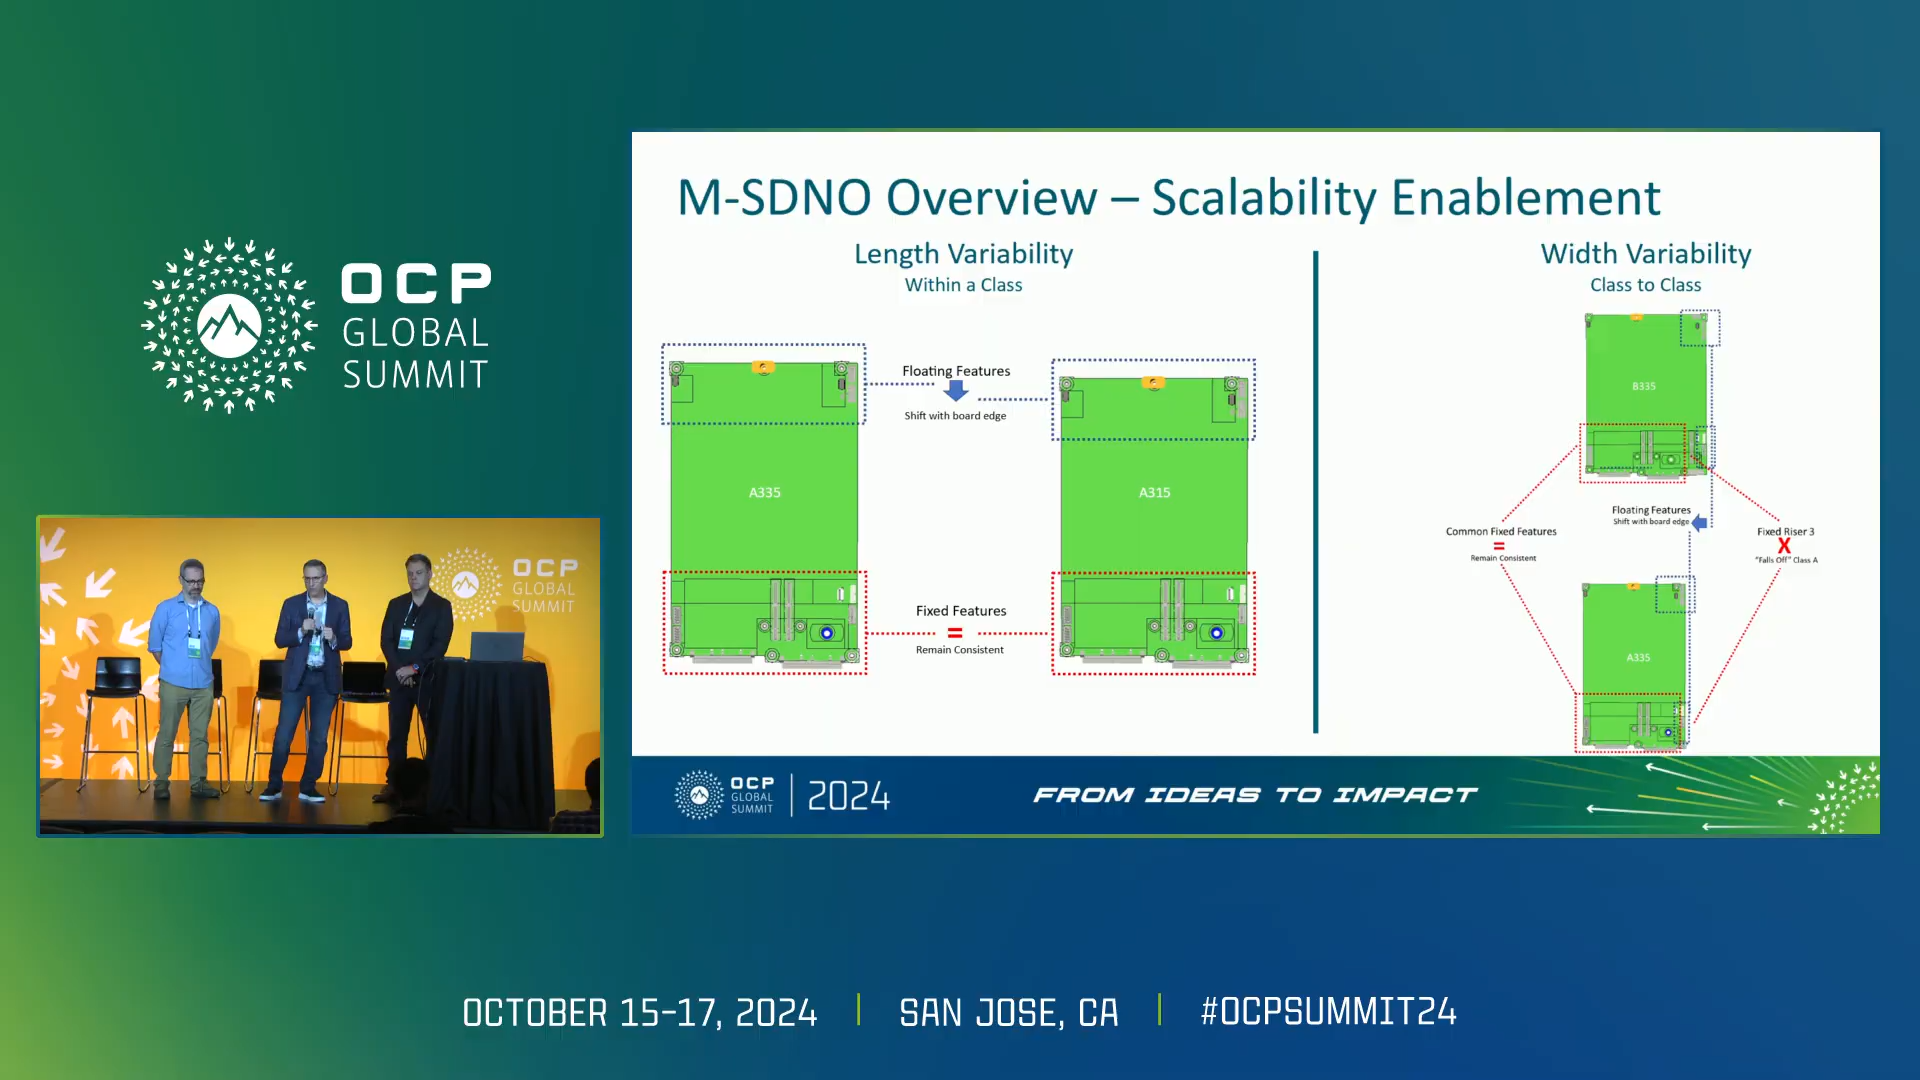 OCP
GLOBAL
SUMMIT
M-SDNO Overview – Scalability Enablement
Length Variability
Within a Class
Floating Features
Shift with board edge
A335
A315
Fixed Features
=
Remain Consistent
Width Variability
Class to Class
B335
Floating Features
Shift with board edge
Common Fixed Features
=
Remain Consistent
Fixed Riser 3
X
"Falls Off" Class A
A335
OCP
GLOBAL
SUMMIT
2024
FROM IDEAS TO IMPACT
OCP
GLOBAL
SUMMIT
OCTOBER 15-17, 2024
SAN JOSE, CA
#OCPSUMMIT24